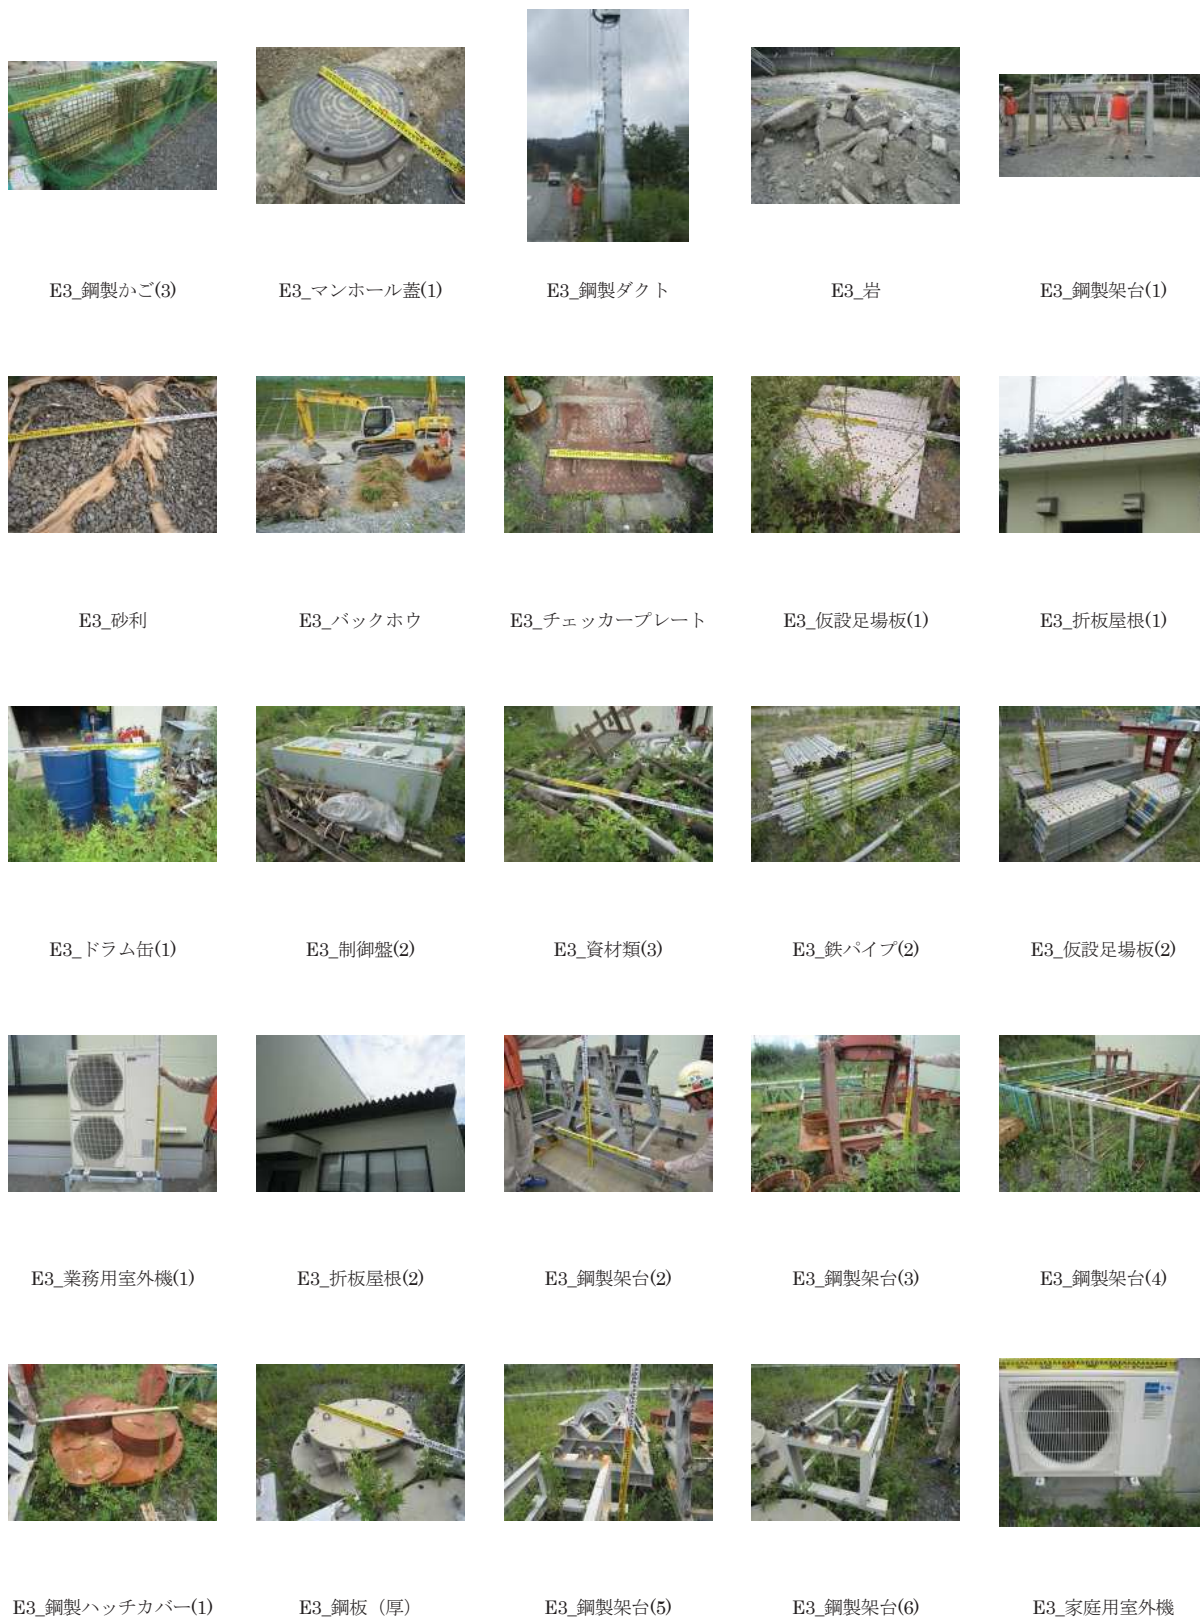 E3_鋼製かご(3)
E3_マンホール蓋(1)
E3_鋼製ダクト
E3_岩
E3_鋼製架台(1)
E3_砂利
E3_バックホウ
E3_チェッカープレート
E3_仮設足場板(1)
E3_折板屋根(1)
E3_ドラム缶(1)
E3_制御盤(2)
E3_資材類(3)
E3_鉄パイプ(2)
E3_仮設足場板(2)
E3_業務用室外機(1)
E3_折板屋根(2)
E3_鋼製架台(2)
E3_鋼製架台(3)
E3_鋼製架台(4)
E3_鋼製ハッチカバー(1)
E3_鋼板（厚）
E3_鋼製架台(5)
E3_鋼製架台(6)
E3_家庭用室外機